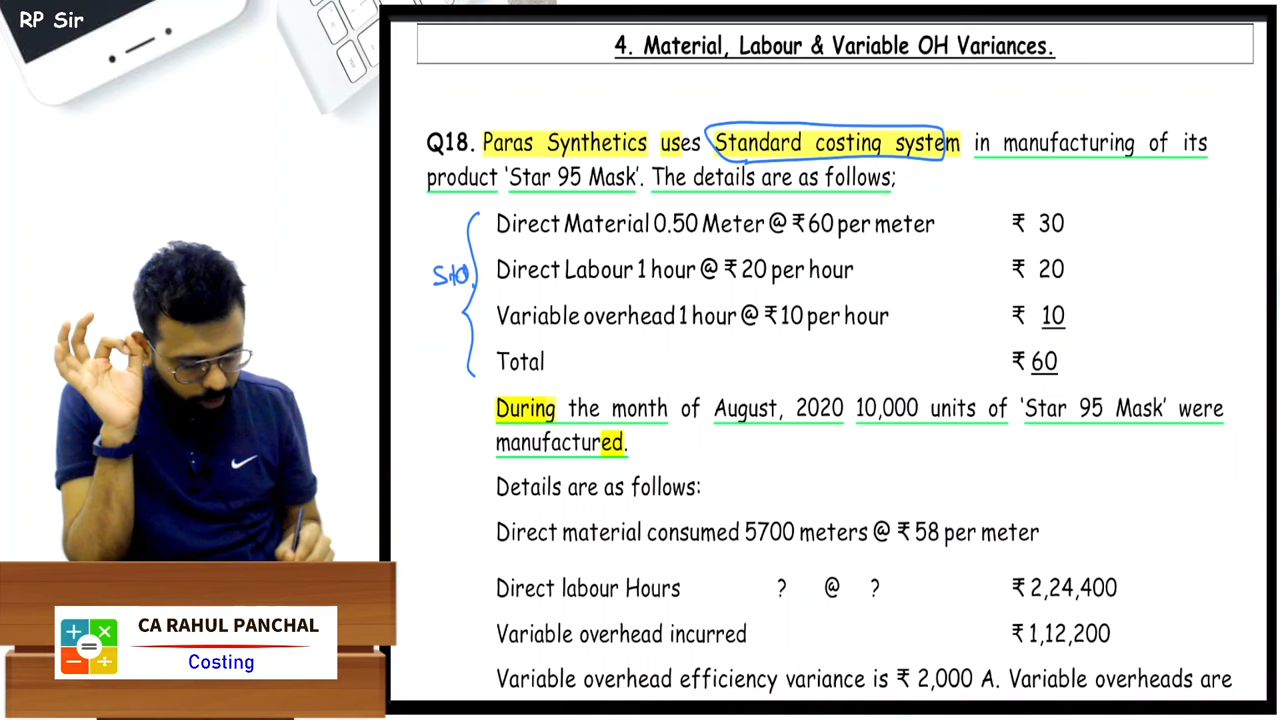 RP Sir
4. Material, Labour & Variable OH Variances.
Q18. Paras Synthetics uses Standard costing system in manufacturing of its
product ‘Star 95 Mask’. The details are as follows;
Direct Material 0.50 Meter @ ₹ 60 per meter ₹ 30
Direct Labour 1 hour @ ₹ 20 per hour ₹ 20
Std.
Variable overhead 1 hour @ ₹ 10 per hour ₹ 10
Total ₹ 60
During the month of August, 2020 10,000 units of ‘Star 95 Mask’ were
manufactured.
Details are as follows:
Direct material consumed 5700 meters @ ₹ 58 per meter
Direct labour Hours ? @ ? ₹ 2,24,400
Variable overhead incurred ₹ 1,12,200
Variable overhead efficiency variance is ₹ 2,000 A. Variable overheads are
CA RAHUL PANCHAL
Costing